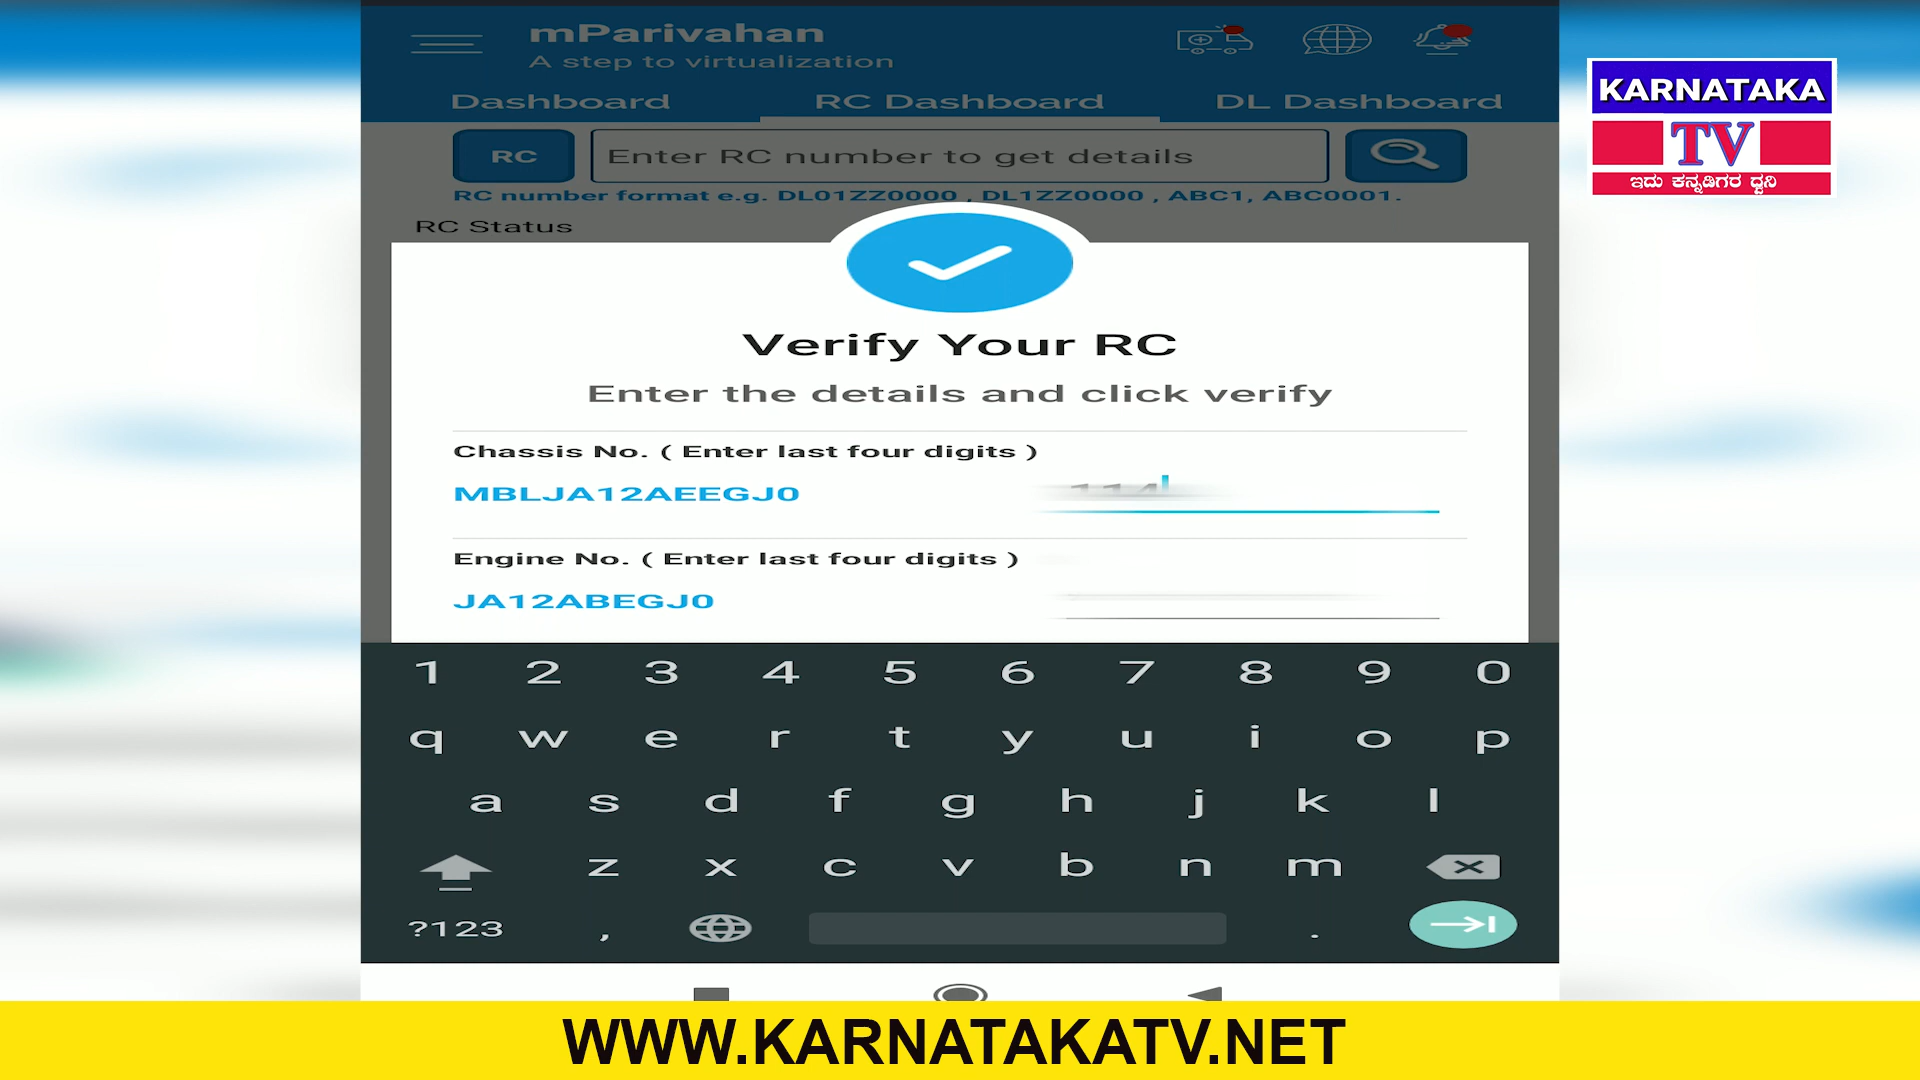 mParivahan
A step to virtualization
Dashboard
RC Dashboard
DL Dashboard
RC
Enter RC number to get details
RC number format e.g. DL01ZZ0000 , DL1ZZ0000 , ABC1, ABC0001.
RC Status
KARNATAKA
TV
ಇದು ಕನ್ನಡಿಗರ ಧ್ವನಿ
Verify Your RC
Enter the details and click verify
Chassis No. ( Enter last four digits )
MBLJA12AEEGJ0
Engine No. ( Enter last four digits )
JA12ABEGJ0
1 2 3 4 5 6 7 8 9 0
q w e r t y u i o p
a s d f g h j k l
z x c v b n m
?123 , .
WWW.KARNATAKATV.NET